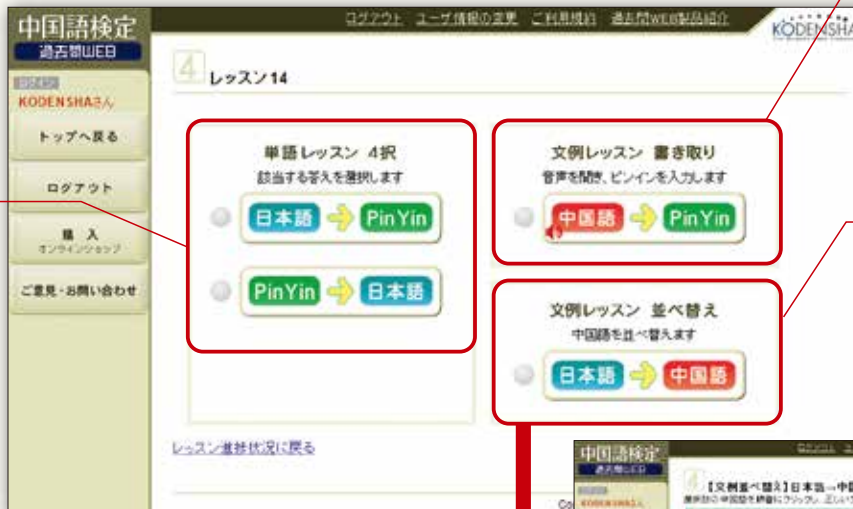 中国語検定
過去問WEB
ログアウト ユーザ情報の変更 ご利用規約 過去問WEB製品紹介
KODENSHA
ログイン
KODENSHAさん
トップへ戻る
ログアウト
購入
オンラインショップ
ご意見・お問い合わせ
4 レッスン14
単語レッスン 4択
該当する答えを選択します
日本語 PinYin
PinYin 日本語
文例レッスン 書き取り
音声を聞き、ピンインを入力します
中国語 PinYin
文例レッスン 並べ替え
中国語を並べ替えます
日本語 中国語
レッスン進捗状況に戻る
Co
中国語検定
過去問WEB
KODENSHAさん
4 【文例並べ替え】日本語→中国